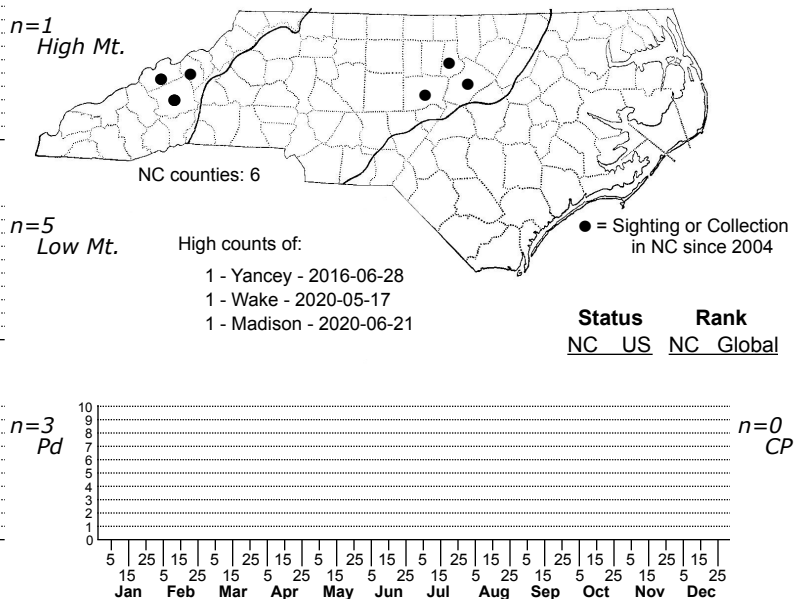 n=1
High Mt.
NC counties: 6
n=5
Low Mt.
High counts of:
1 - Yancey - 2016-06-28
1 - Wake - 2020-05-17
1 - Madison - 2020-06-21
● = Sighting or Collection
in NC since 2004
Status Rank
NC US NC Global
n=3
Pd
n=0
CP
10
9
8
7
6
5
4
3
2
1
0
5 25 15 5 25 15 5 25 15 5 25 15 5 25 15 5 25 15
15 5 25 15 5 25 15 5 25 15 5 25 15 5 25 15 5 25
Jan Feb Mar Apr May Jun Jul Aug Sep Oct Nov Dec